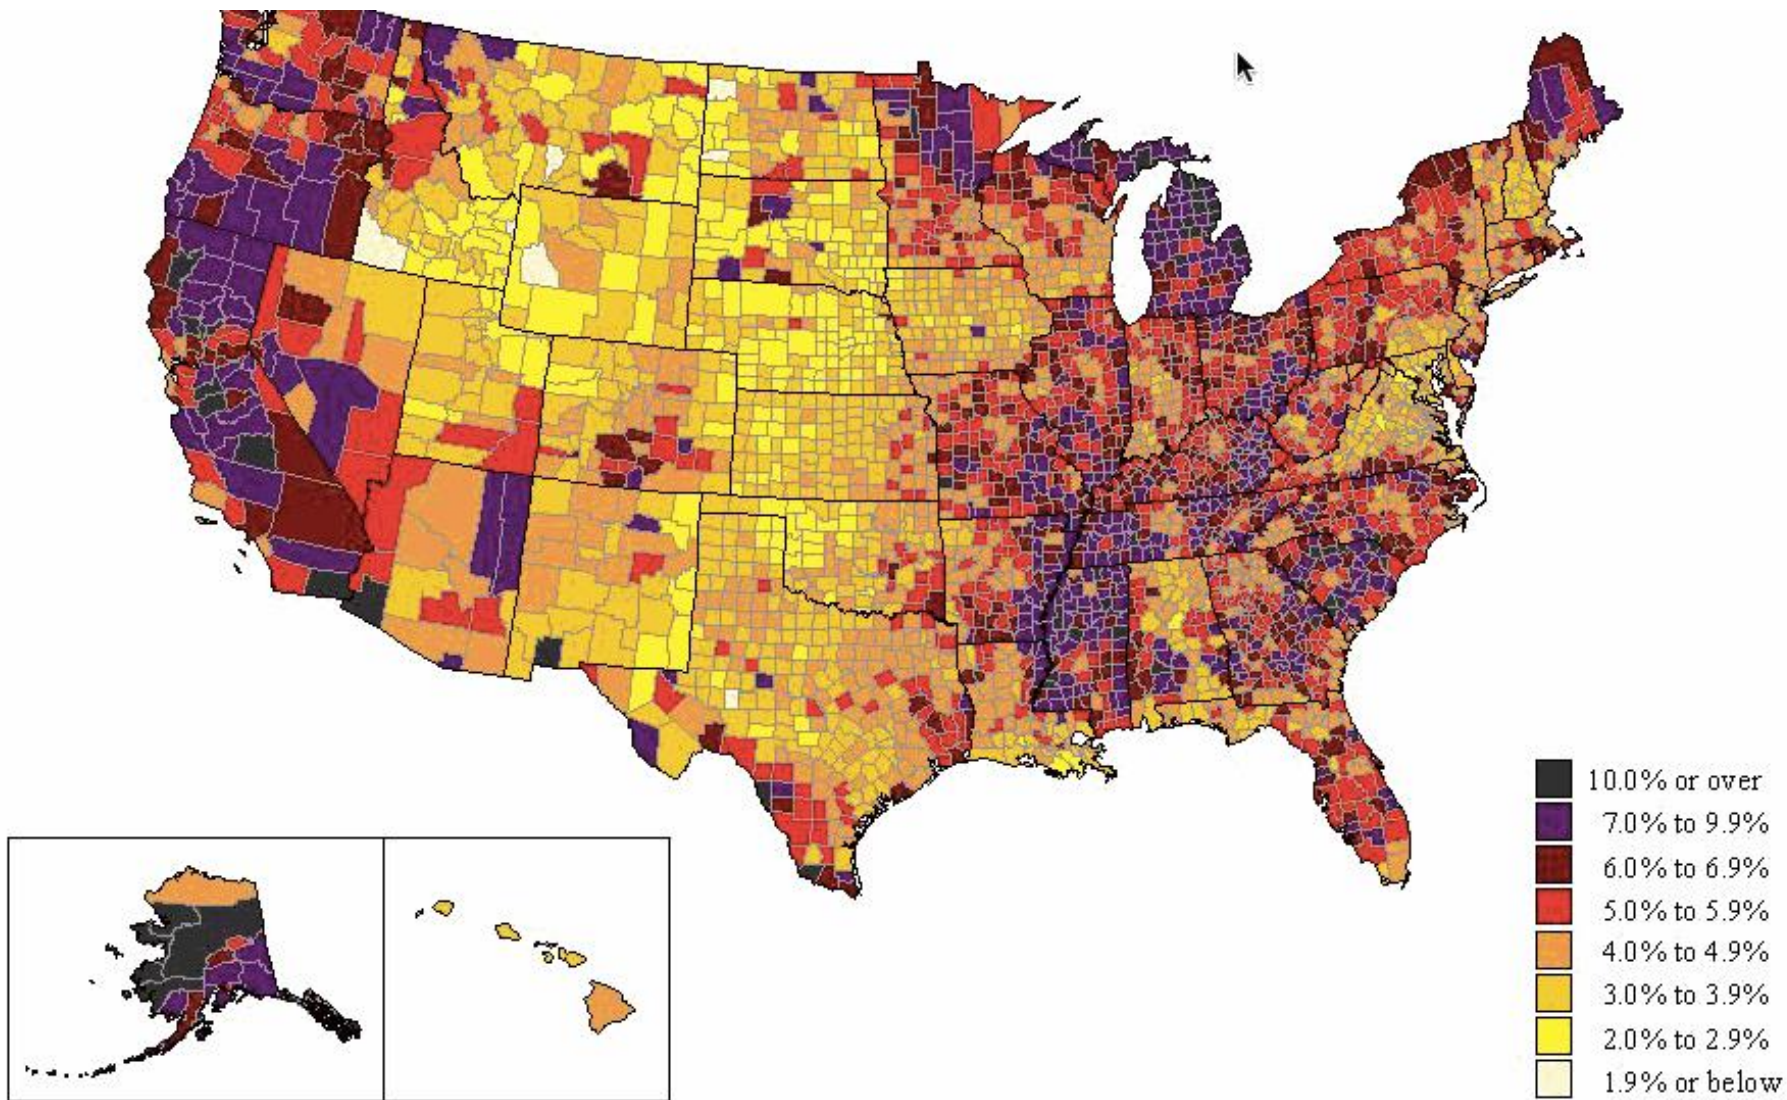 10.0% or over
7.0% to 9.9%
6.0% to 6.9%
5.0% to 5.9%
4.0% to 4.9%
3.0% to 3.9%
2.0% to 2.9%
1.9% or below